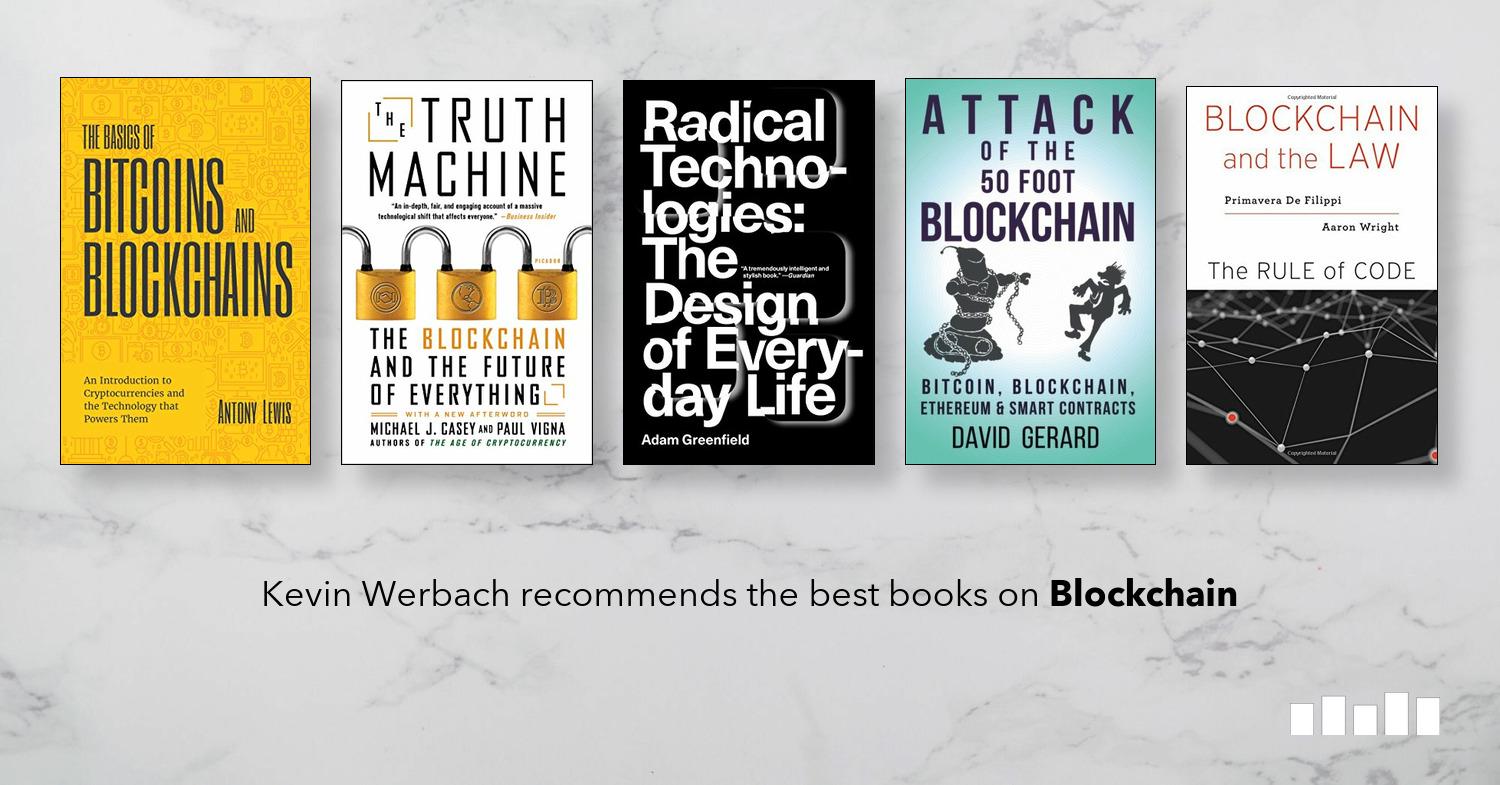 THE BASICS OF
BITCOINS AND
BLOCKCHAINS
An Introduction to
Cryptocurrencies and
the Technology that
Powers Them
ANTONY LEWIS
THE TRUTH
MACHINE
"An in-depth, fair, and engaging account of a massive
technological shift that affects everyone." —Business Insider
PICADOR
THE BLOCKCHAIN
AND THE FUTURE
OF EVERYTHING
WITH A NEW AFTERWORD
MICHAEL J. CASEY AND PAUL VIGNA
AUTHORS OF THE AGE OF CRYPTOCURRENCY
Radical
Techno-
logies:
The
"A tremendously intelligent and
stylish book." —Guardian
Design
of Every-
day Life
Adam Greenfield
ATTACK
OF THE
50 FOOT
BLOCKCHAIN
BITCOIN, BLOCKCHAIN,
ETHEREUM & SMART CONTRACTS
DAVID GERARD
Copyrighted Material
BLOCKCHAIN
and the LAW
Primavera De Filippi
Aaron Wright
The RULE of CODE
Copyrighted Material
Kevin Werbach recommends the best books on Blockchain